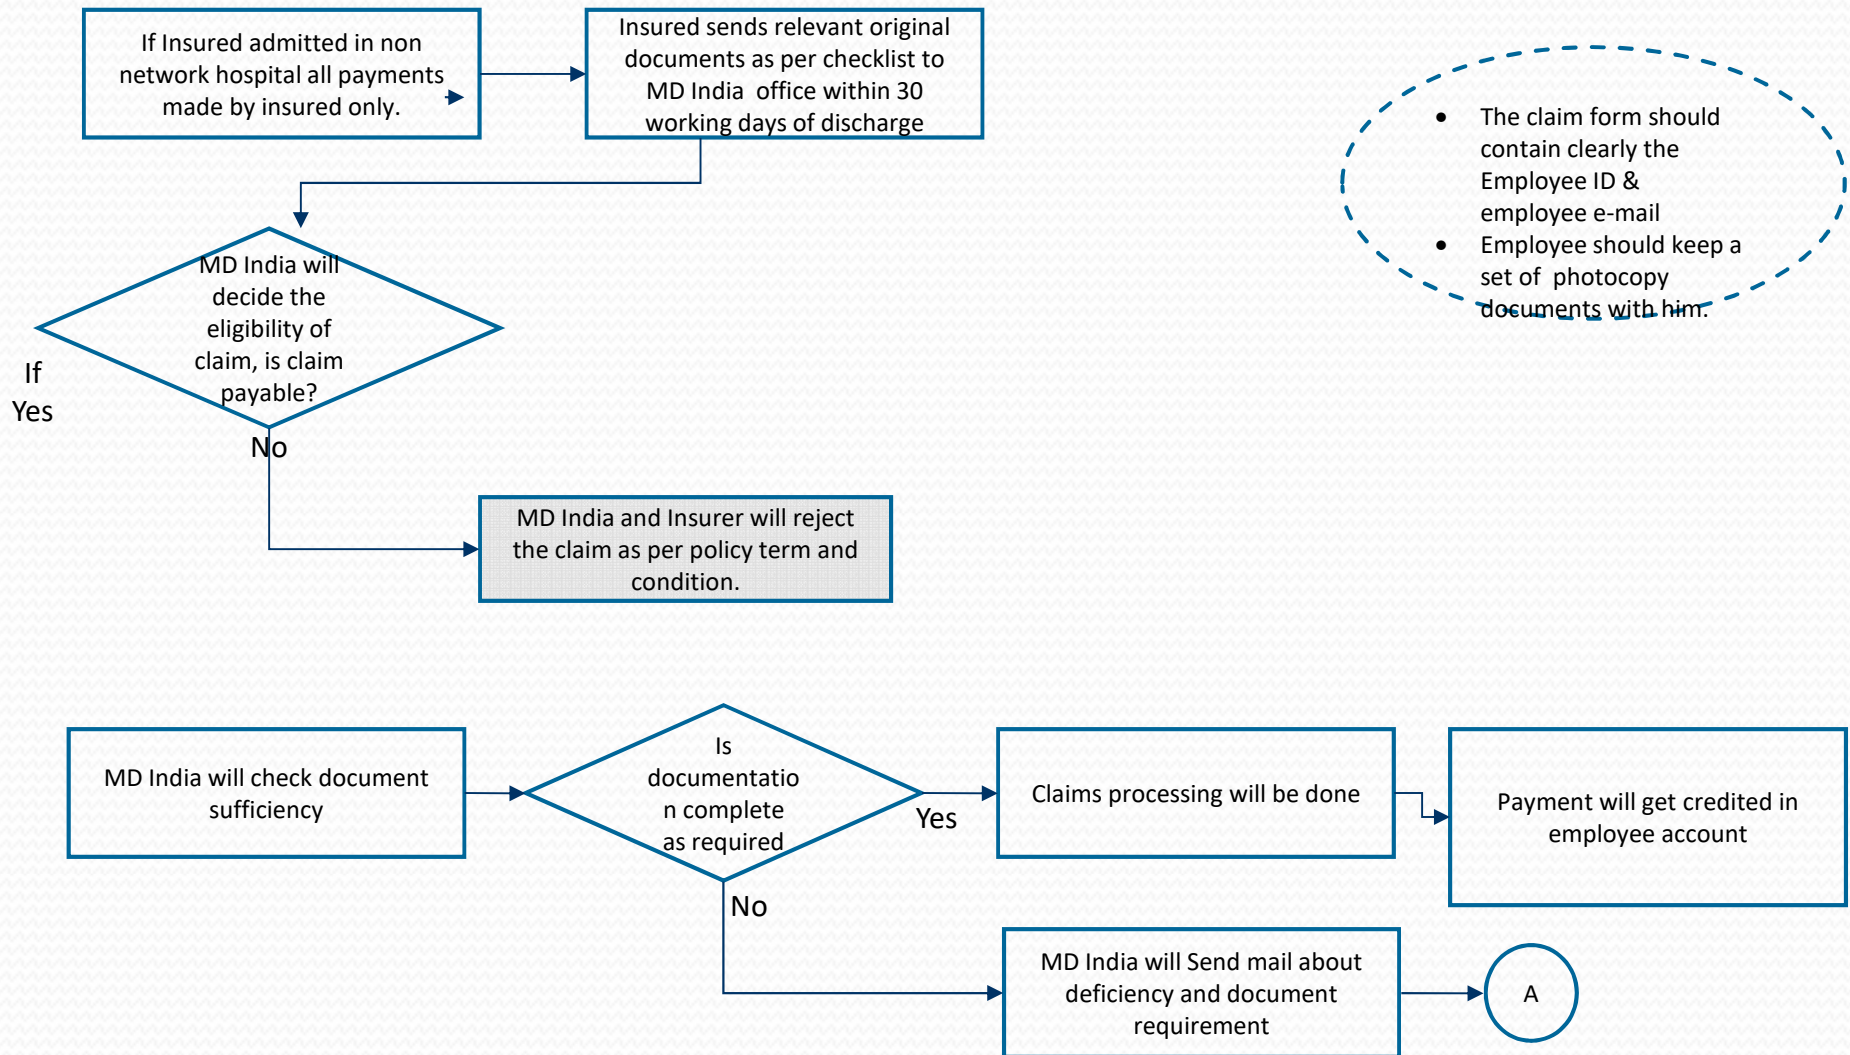 If Insured admitted in non
network hospital all payments
made by insured only.
Insured sends relevant original
documents as per checklist to
MD India office within 30
working days of discharge
• The claim form should
contain clearly the
Employee ID &
employee e-mail
• Employee should keep a
set of photocopy
documents with him.
MD India will
decide the
eligibility of
claim, is claim
payable?
If
Yes
No
MD India and Insurer will reject
the claim as per policy term and
condition.
MD India will check document
sufficiency
Is
documentatio
n complete
as required
Yes
Claims processing will be done
Payment will get credited in
employee account
No
MD India will Send mail about
deficiency and document
requirement
A